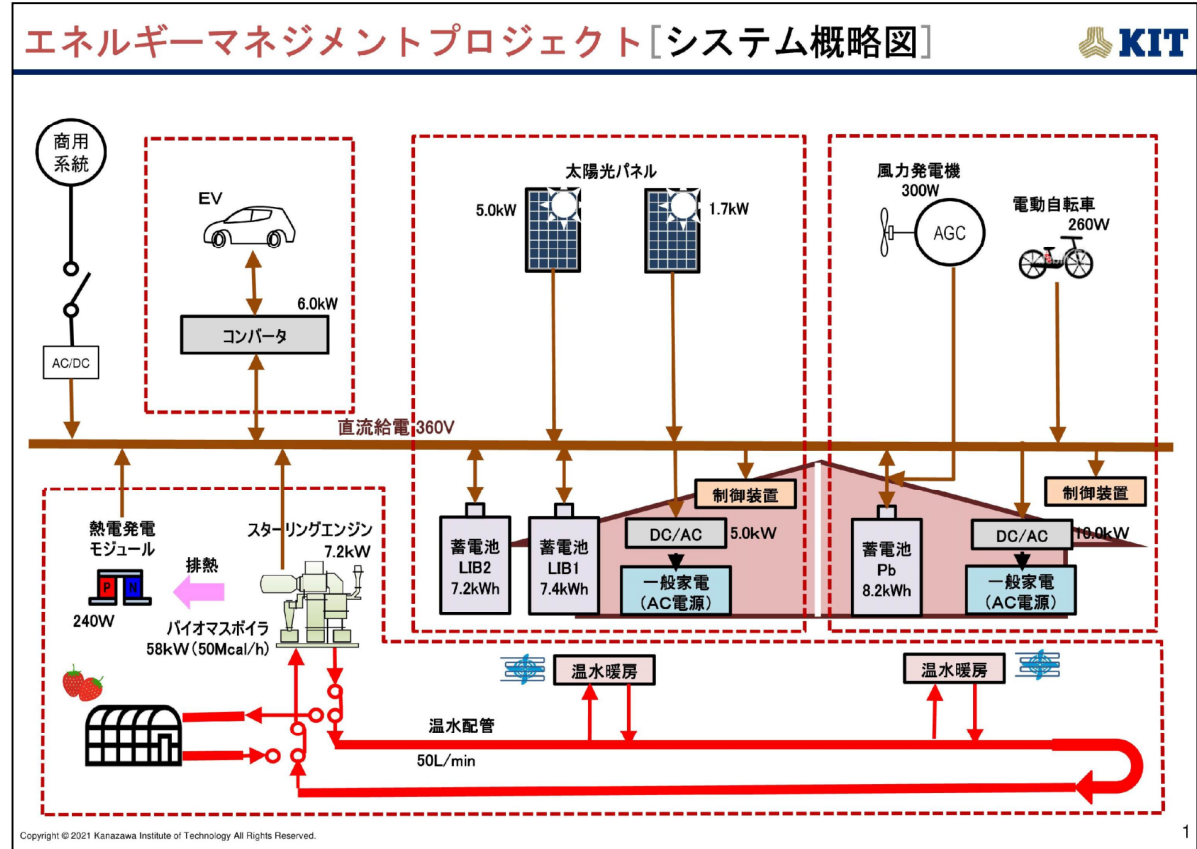 エネルギーマネジメントプロジェクト[システム概略図]
KIT
商用
系統
AC/DC
EV
6.0kW
コンバータ
太陽光パネル
5.0kW
1.7kW
風力発電機
300W
AGC
電動自転車
260W
直流給電 360V
熱電発電
モジュール
P N
240W
排熱
スターリングエンジン
7.2kW
バイオマスボイラ
58kW(50Mcal/h)
蓄電池
LIB2
7.2kWh
蓄電池
LIB1
7.4kWh
制御装置
DC/AC
5.0kW
一般家電
(AC電源)
蓄電池
Pb
8.2kWh
制御装置
DC/AC
10.0kW
一般家電
(AC電源)
温水暖房
温水暖房
温水配管
50L/min
Copyright © 2021 Kanazawa Institute of Technology All Rights Reserved.
1